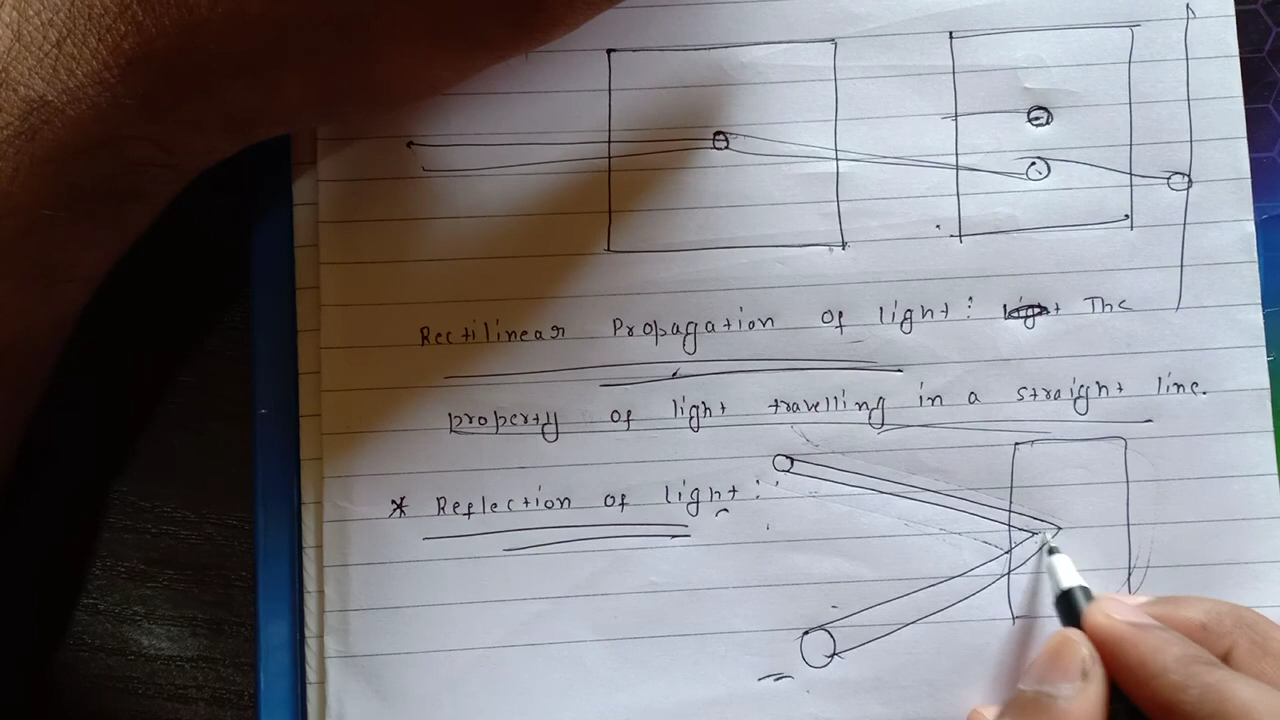 Rectilinear Propagation of light: The
property of light travelling in a straight line.
* Reflection of light: